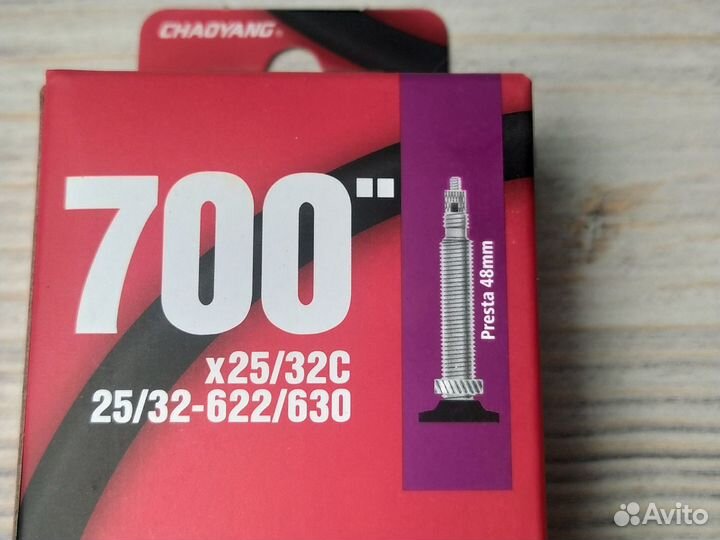 CHAOYANG®
700"
x25/32C
25/32-622/630
Presta 48mm
Avito